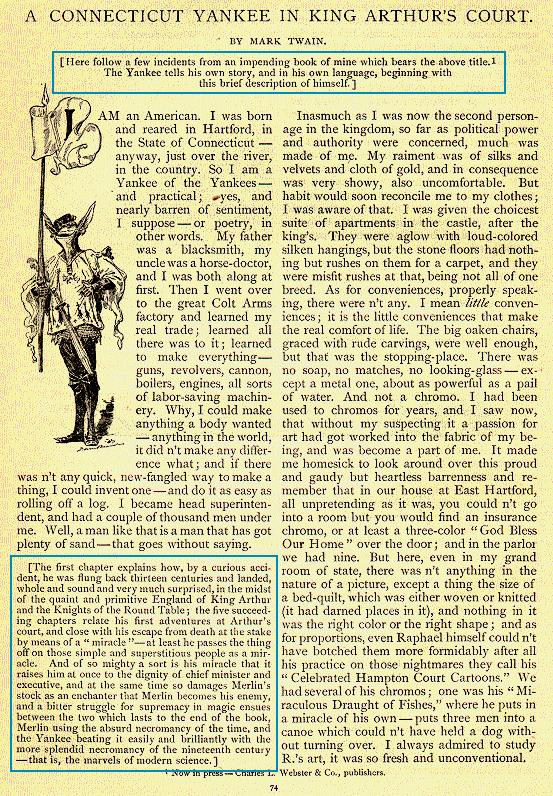 A CONNECTICUT YANKEE IN KING ARTHUR'S COURT.
BY MARK TWAIN.
[Here follow a few incidents from an impending book of mine which bears the above title.¹
The Yankee tells his own story, and in his own language, beginning with
this brief description of himself.]
I AM an American. I was born
and reared in Hartford, in
the State of Connecticut —
anyway, just over the river,
in the country. So I am a
Yankee of the Yankees—
and practical; yes, and
nearly barren of sentiment,
I suppose—or poetry, in
other words. My father
was a blacksmith, my
uncle was a horse-doctor,
and I was both along at
first. Then I went over
to the great Colt Arms
factory and learned my
real trade; learned all
there was to it; learned
to make everything—
guns, revolvers, cannon,
boilers, engines, all sorts
of labor-saving machin-
ery. Why, I could make
anything a body wanted
—anything in the world,
it did n't make any differ-
ence what; and if there
was n't any quick, new-fangled way to make a
thing, I could invent one—and do it as easy as
rolling off a log. I became head superinten-
dent, and had a couple of thousand men under
me. Well, a man like that is a man that has got
plenty of sand—that goes without saying.
[The first chapter explains how, by a curious acci-
dent, he was flung back thirteen centuries and landed,
whole and sound and very much surprised, in the midst
of the quaint and primitive England of King Arthur
and the Knights of the Round Table; the five succeed-
ing chapters relate his first adventures at Arthur's
court, and close with his escape from death at the stake
by means of a "miracle"—at least he passes the thing
off on those simple and superstitious people as a mir-
acle. And of so mighty a sort is his miracle that it
raises him at once to the dignity of chief minister and
executive, and at the same time so damages Merlin's
stock as an enchanter that Merlin becomes his enemy,
and a bitter struggle for supremacy in magic ensues
between the two which lasts to the end of the book,
Merlin using the absurd necromancy of the time, and
the Yankee beating it easily and brilliantly with the
more splendid necromancy of the nineteenth century
—that is, the marvels of modern science.]
Inasmuch as I was now the second person-
age in the kingdom, so far as political power
and authority were concerned, much was
made of me. My raiment was of silks and
velvets and cloth of gold, and in consequence
was very showy, also uncomfortable. But
habit would soon reconcile me to my clothes;
I was aware of that. I was given the choicest
suite of apartments in the castle, after the
king's. They were aglow with loud-colored
silken hangings, but the stone floors had noth-
ing but rushes on them for a carpet, and they
were misfit rushes at that, being not all of one
breed. As for conveniences, properly speak-
ing, there were n't any. I mean little conven-
iences; it is the little conveniences that make
the real comfort of life. The big oaken chairs,
graced with rude carvings, were well enough,
but that was the stopping-place. There was
no soap, no matches, no looking-glass—ex-
cept a metal one, about as powerful as a pail
of water. And not a chromo. I had been
used to chromos for years, and I saw now,
that without my suspecting it a passion for
art had got worked into the fabric of my be-
ing, and was become a part of me. It made
me homesick to look around over this proud
and gaudy but heartless barrenness and re-
member that in our house at East Hartford,
all unpretending as it was, you could n't go
into a room but you would find an insurance
chromo, or at least a three-color "God Bless
Our Home" over the door; and in the parlor
we had nine. But here, even in my grand
room of state, there was n't anything in the
nature of a picture, except a thing the size of
a bed-quilt, which was either woven or knitted
(it had darned places in it), and nothing in it
was the right color or the right shape; and as
for proportions, even Raphael himself could n't
have botched them more formidably after all
his practice on those nightmares they call his
"Celebrated Hampton Court Cartoons." We
had several of his chromos; one was his "Mi-
raculous Draught of Fishes," where he puts in
a miracle of his own—puts three men into a
canoe which could n't have held a dog with-
out turning over. I always admired to study
R.'s art, it was so fresh and unconventional.
¹ Now in press—Charles L. Webster & Co., publishers.
74